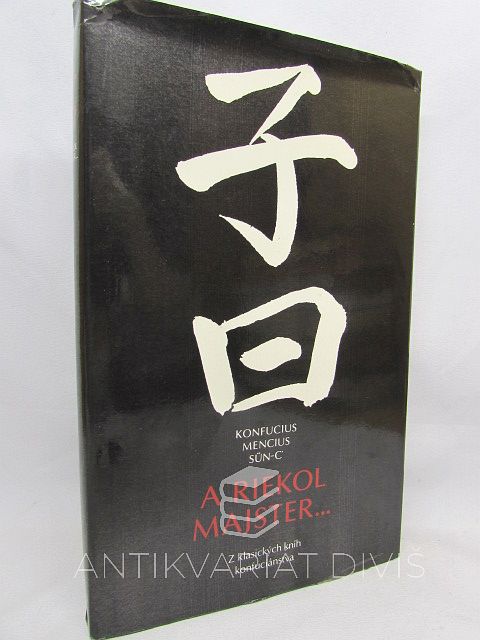 子
曰
KONFUCIUS
MENCIUS
SÜN-C'
A RIEKOL
MAJSTER...
Z klasických kníh
konfuciánstva
ANTIKVARIÁT DIVIŠ